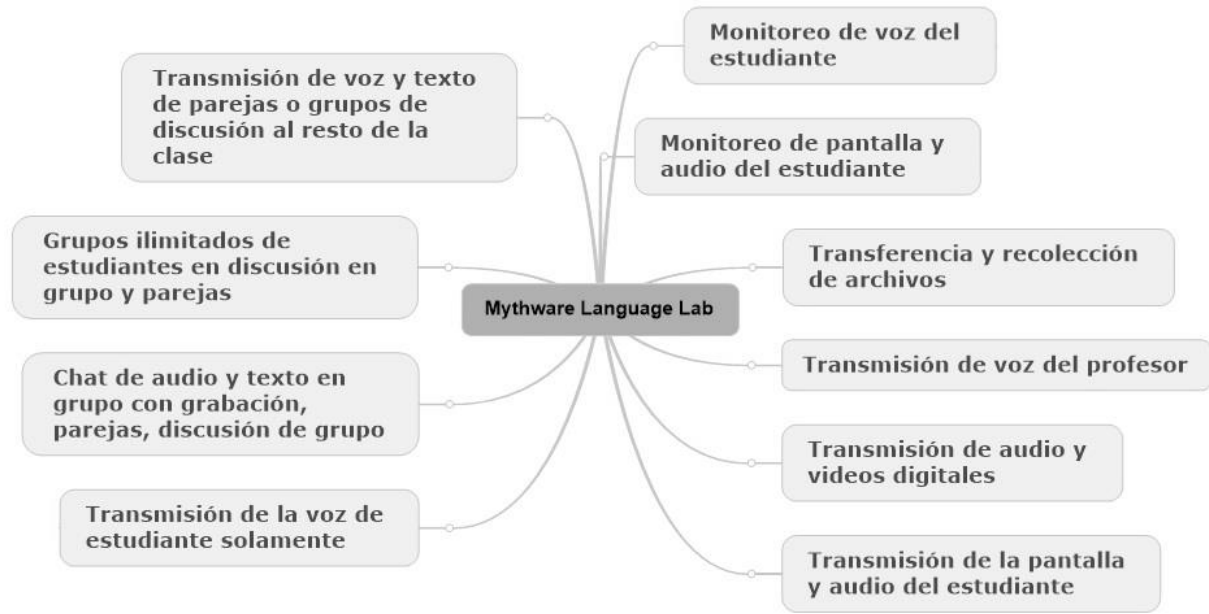 Transmisión de voz y texto
de parejas o grupos de
discusión al resto de la
clase
Grupos ilimitados de
estudiantes en discusión en
grupo y parejas
Chat de audio y texto en
grupo con grabación,
parejas, discusión de grupo
Transmisión de la voz de
estudiante solamente
Mythware Language Lab
Monitoreo de voz del
estudiante
Monitoreo de pantalla y
audio del estudiante
Transferencia y recolección
de archivos
Transmisión de voz del profesor
Transmisión de audio y
videos digitales
Transmisión de la pantalla
y audio del estudiante